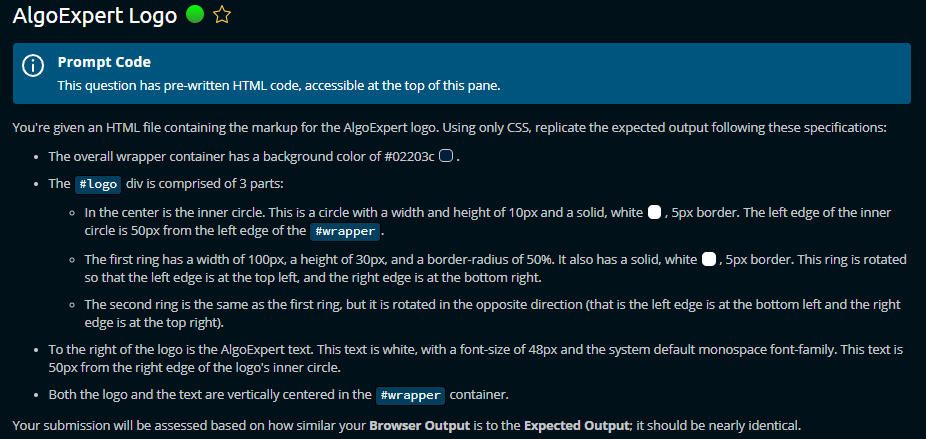 AlgoExpert Logo
Prompt Code
This question has pre-written HTML code, accessible at the top of this pane.
You're given an HTML file containing the markup for the AlgoExpert logo. Using only CSS, replicate the expected output following these specifications:
• The overall wrapper container has a background color of #02203c .
• The #logo div is comprised of 3 parts:
◦ In the center is the inner circle. This is a circle with a width and height of 10px and a solid, white , 5px border. The left edge of the inner
circle is 50px from the left edge of the #wrapper .
◦ The first ring has a width of 100px, a height of 30px, and a border-radius of 50%. It also has a solid, white , 5px border. This ring is rotated
so that the left edge is at the top left, and the right edge is at the bottom right.
◦ The second ring is the same as the first ring, but it is rotated in the opposite direction (that is the left edge is at the bottom left and the right
edge is at the top right).
• To the right of the logo is the AlgoExpert text. This text is white, with a font-size of 48px and the system default monospace font-family. This text is
50px from the right edge of the logo's inner circle.
• Both the logo and the text are vertically centered in the #wrapper container.
Your submission will be assessed based on how similar your Browser Output is to the Expected Output; it should be nearly identical.